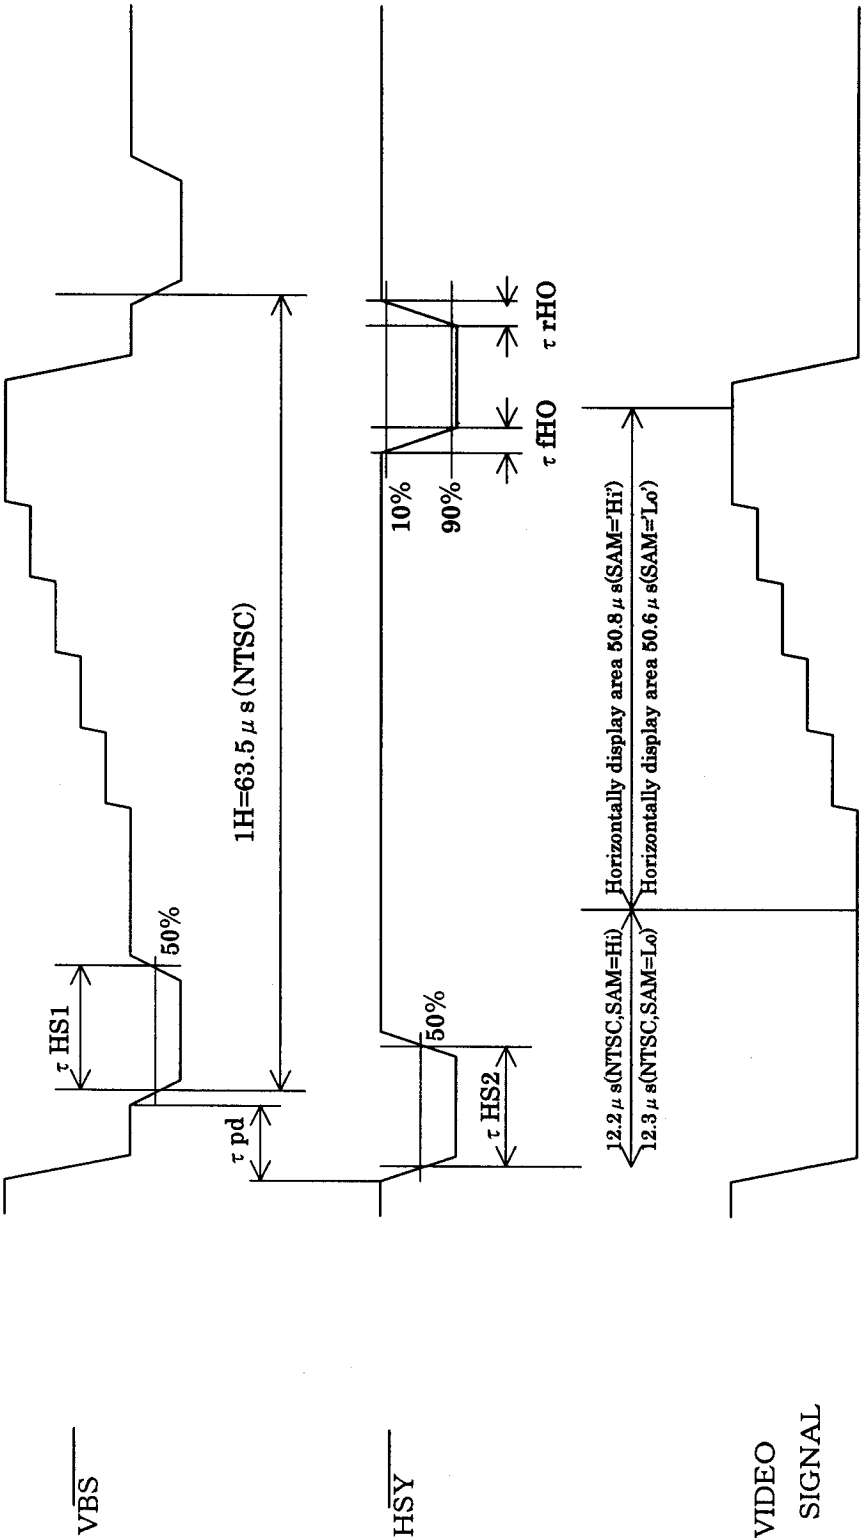 VBS
τ pd
τ HS1
50%
1H=63.5 μ s(NTSC)
HSY
τ HS2
50%
10%
90%
τ fHO
τ rHO
12.2 μ s(NTSC,SAM=Hi)
12.3 μ s(NTSC,SAM=Lo)
Horizontally display area 50.8 μ s(SAM='Hi')
Horizontally display area 50.6 μ s(SAM='Lo')
VIDEO
SIGNAL